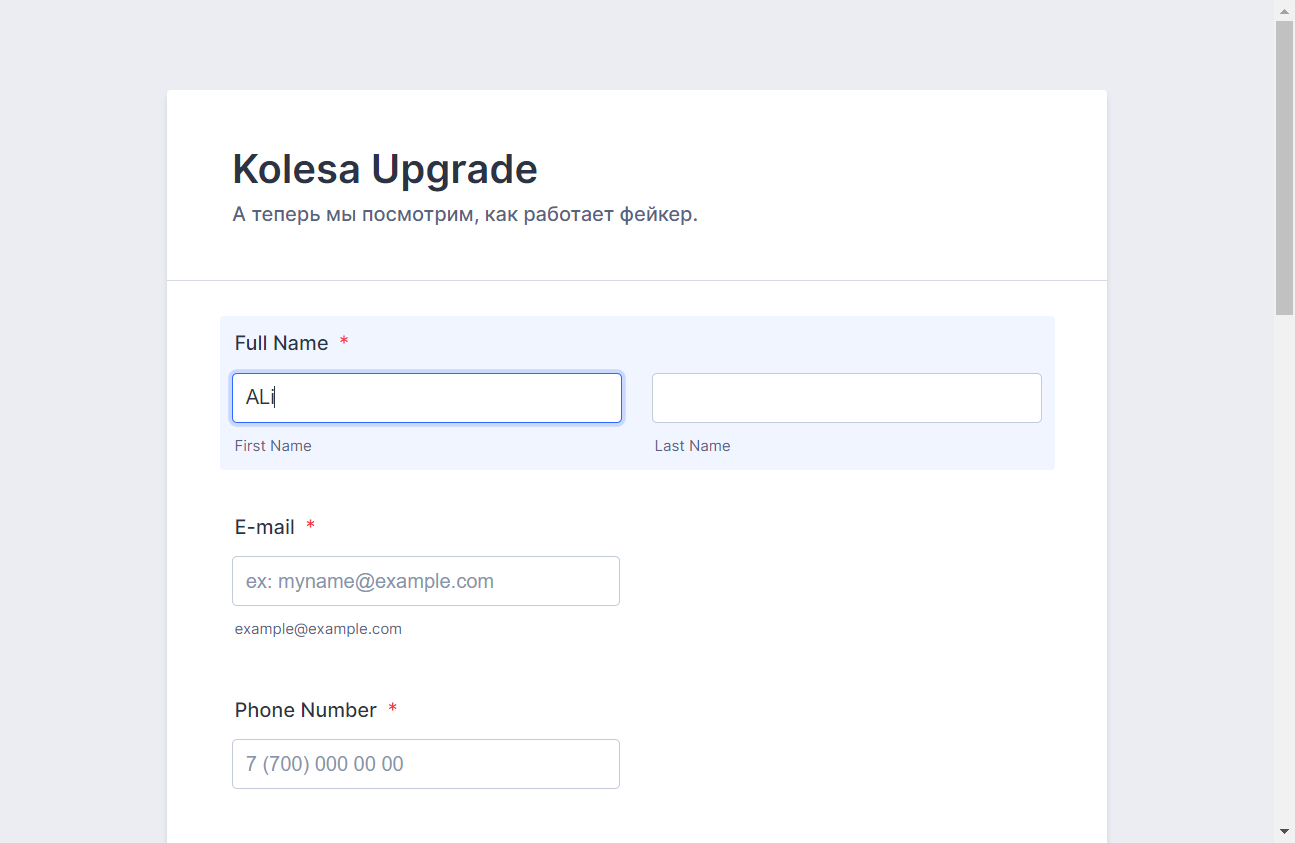 Kolesa Upgrade
А теперь мы посмотрим, как работает фейкер.
Full Name *
ALi
First Name
Last Name
E-mail *
ex: myname@example.com
example@example.com
Phone Number *
7 (700) 000 00 00